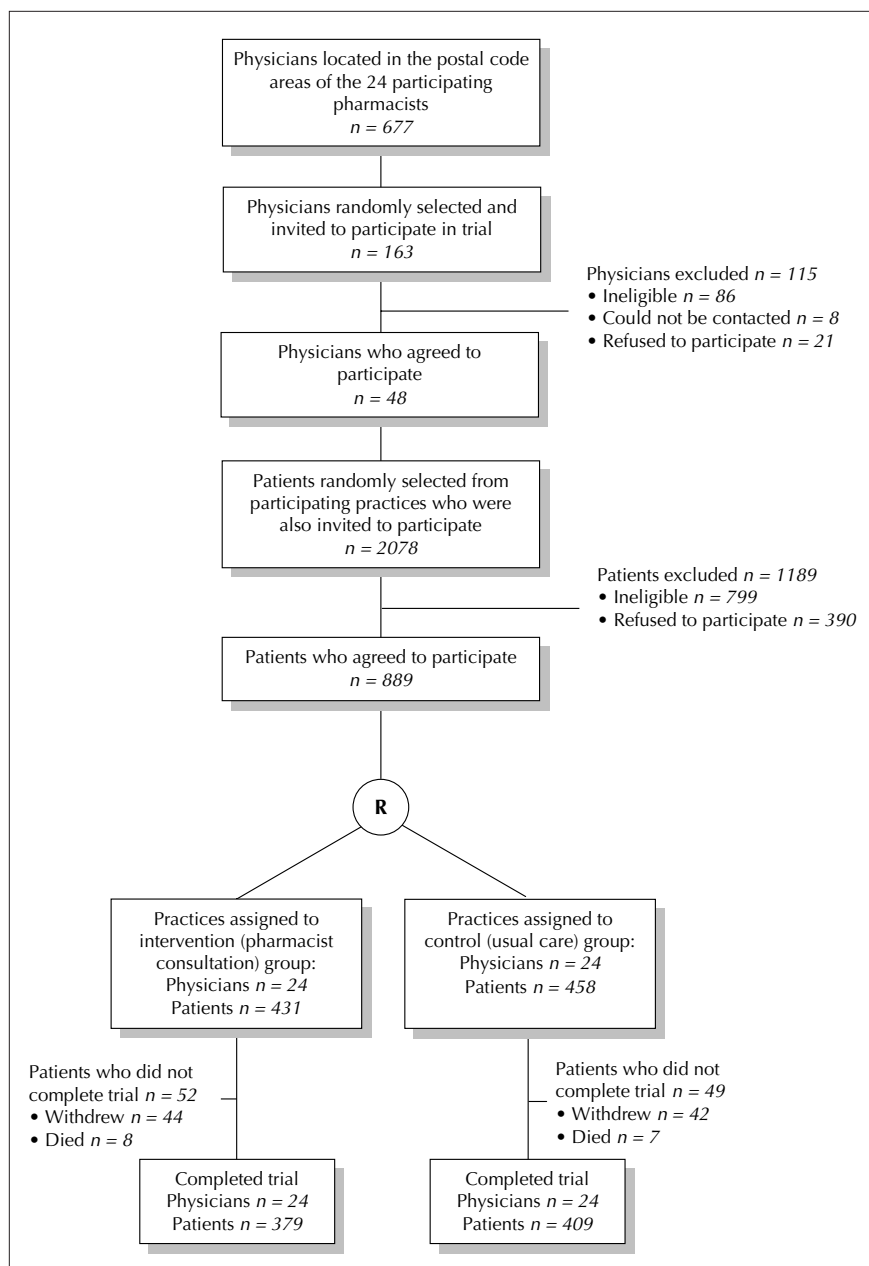 Physicians located in the postal code
areas of the 24 participating
pharmacists
n = 677
Physicians randomly selected and
invited to participate in trial
n = 163
Physicians excluded n = 115
• Ineligible n = 86
• Could not be contacted n = 8
• Refused to participate n = 21
Physicians who agreed to
participate
n = 48
Patients randomly selected from
participating practices who were
also invited to participate
n = 2078
Patients excluded n = 1189
• Ineligible n = 799
• Refused to participate n = 390
Patients who agreed to participate
n = 889
R
Practices assigned to
intervention (pharmacist
consultation) group:
Physicians n = 24
Patients n = 431
Practices assigned to
control (usual care) group:
Physicians n = 24
Patients n = 458
Patients who did not
complete trial n = 52
• Withdrew n = 44
• Died n = 8
Patients who did not
complete trial n = 49
• Withdrew n = 42
• Died n = 7
Completed trial
Physicians n = 24
Patients n = 379
Completed trial
Physicians n = 24
Patients n = 409